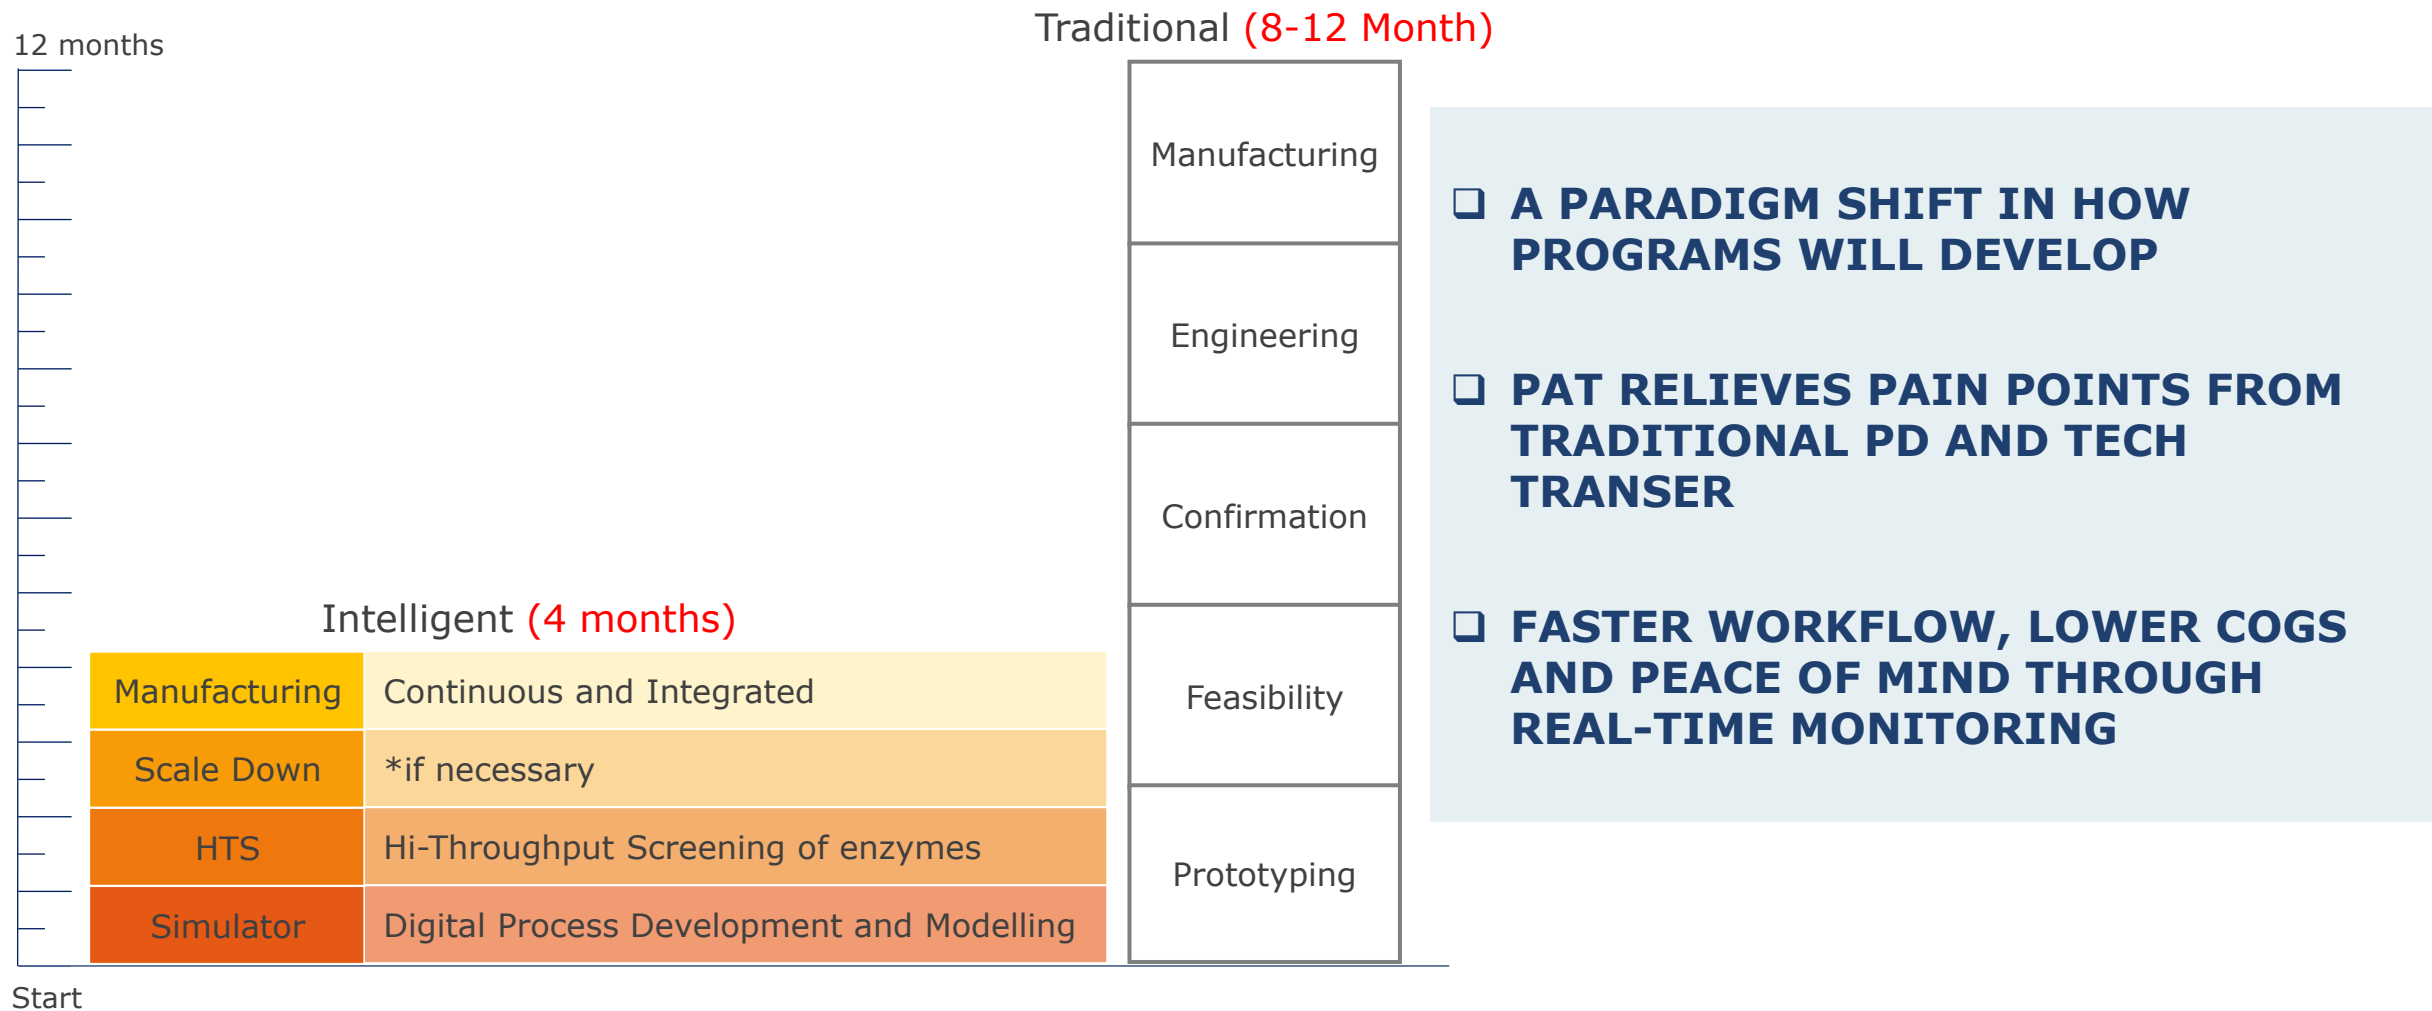 12 months
Traditional (8-12 Month)
Manufacturing
Engineering
Confirmation
Feasibility
Prototyping
Intelligent (4 months)
Manufacturing Continuous and Integrated
Scale Down *if necessary
HTS Hi-Throughput Screening of enzymes
Simulator Digital Process Development and Modelling
Start
A PARADIGM SHIFT IN HOW
PROGRAMS WILL DEVELOP
PAT RELIEVES PAIN POINTS FROM
TRADITIONAL PD AND TECH
TRANSER
FASTER WORKFLOW, LOWER COGS
AND PEACE OF MIND THROUGH
REAL-TIME MONITORING